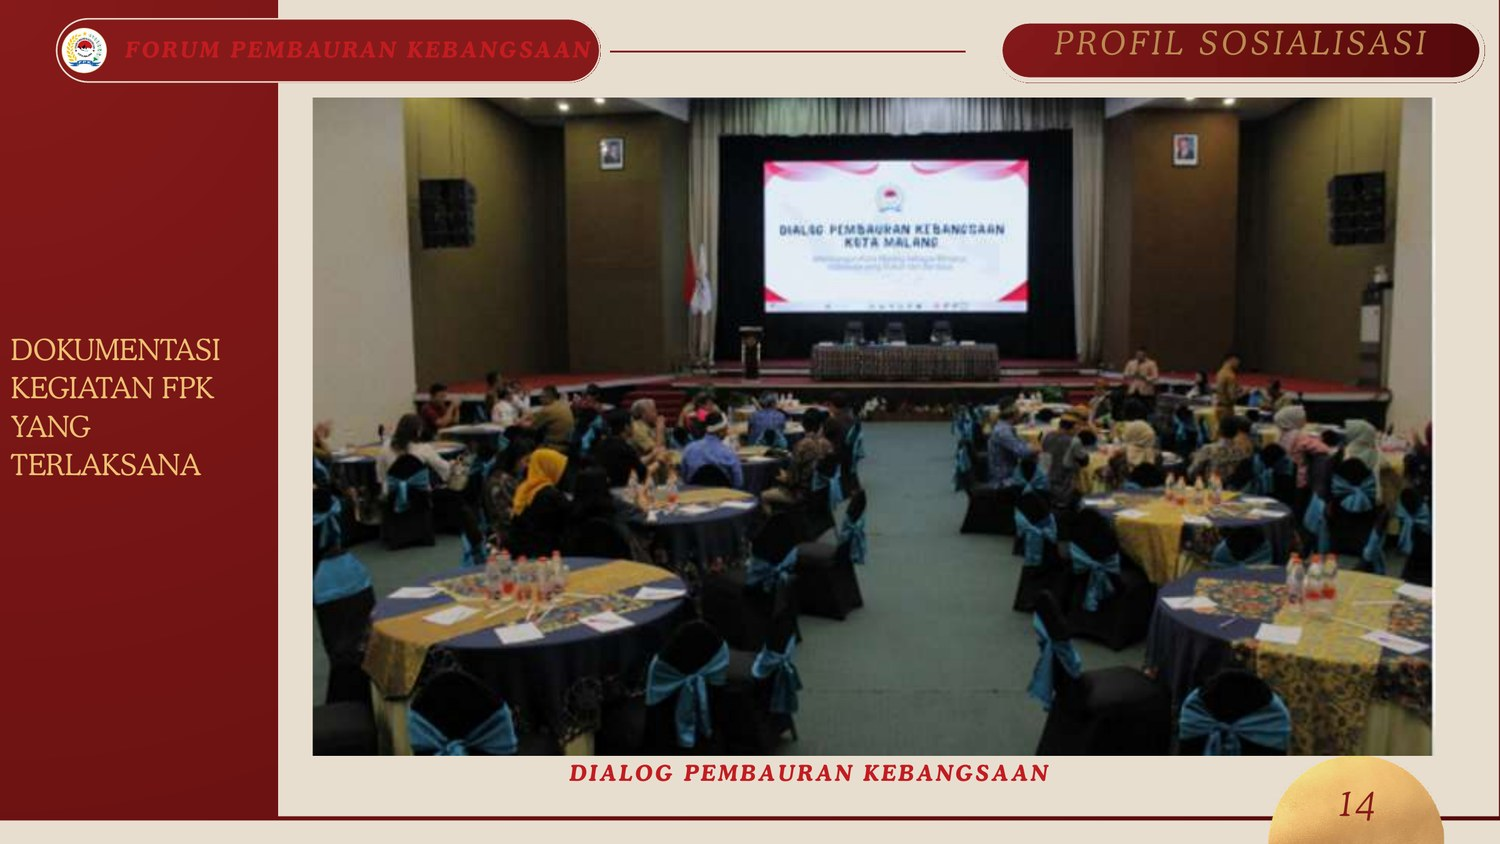 FORUM PEMBAURAN KEBANGSAAN
PROFIL SOSIALISASI
DIALOG PEMBAURAN KEBANGSAAN
KOTA MALANG
DOKUMENTASI
KEGIATAN FPK
YANG
TERLAKSANA
DIALOG PEMBAURAN KEBANGSAAN
14